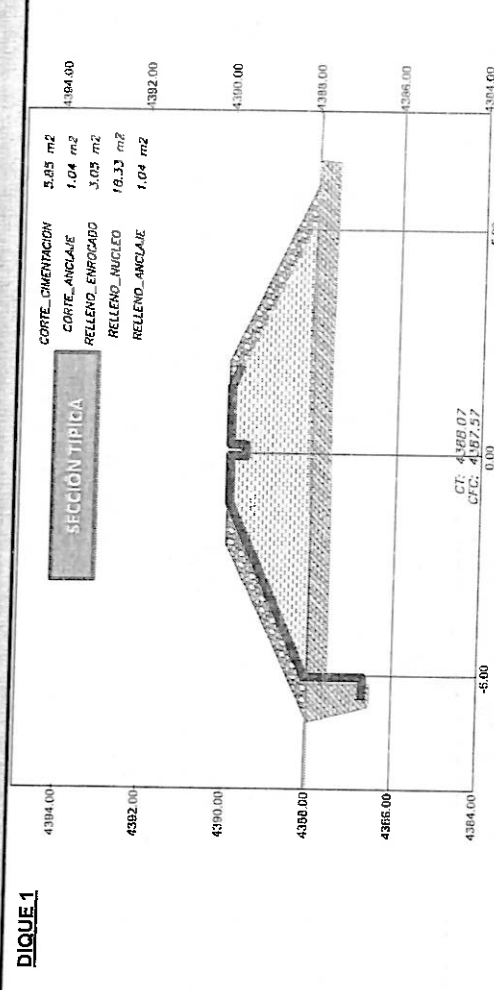 DIQUE 1
SECCIÓN TIPICA
CORTE_CIMENTACION 5.85 m2
CORTE_ANCLAJE 1.04 m2
RELLENO_ENROCADO 3.05 m2
RELLENO_NUCLEO 18.33 m2
RELLENO_ANCLAJE 1.04 m2
4394.00 4394.00
4392.00 4392.00
4390.00 4390.00
4388.00 4388.00
4386.00 4386.00
4384.00 4384.00
CT: 4388.07
CFC: 4387.57
-5.00 0.00